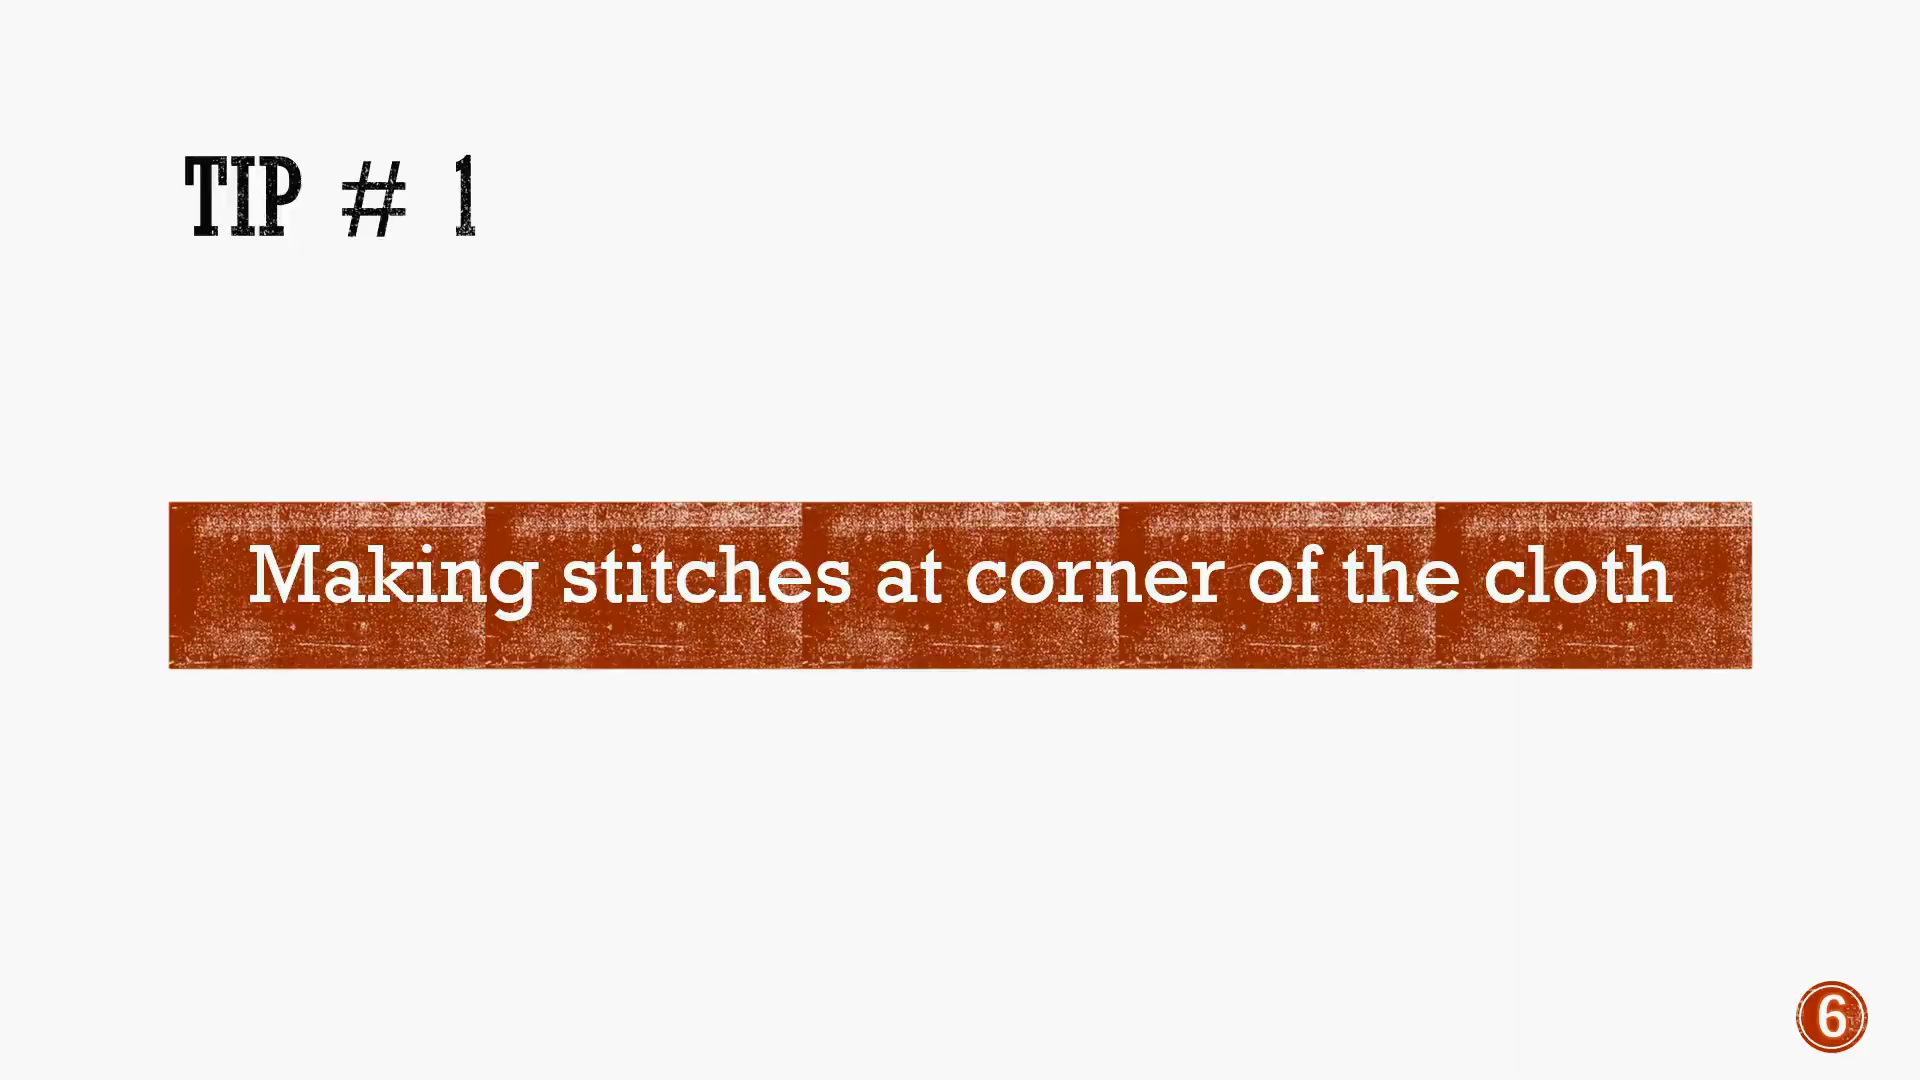 TIP # 1
Making stitches at corner of the cloth
6